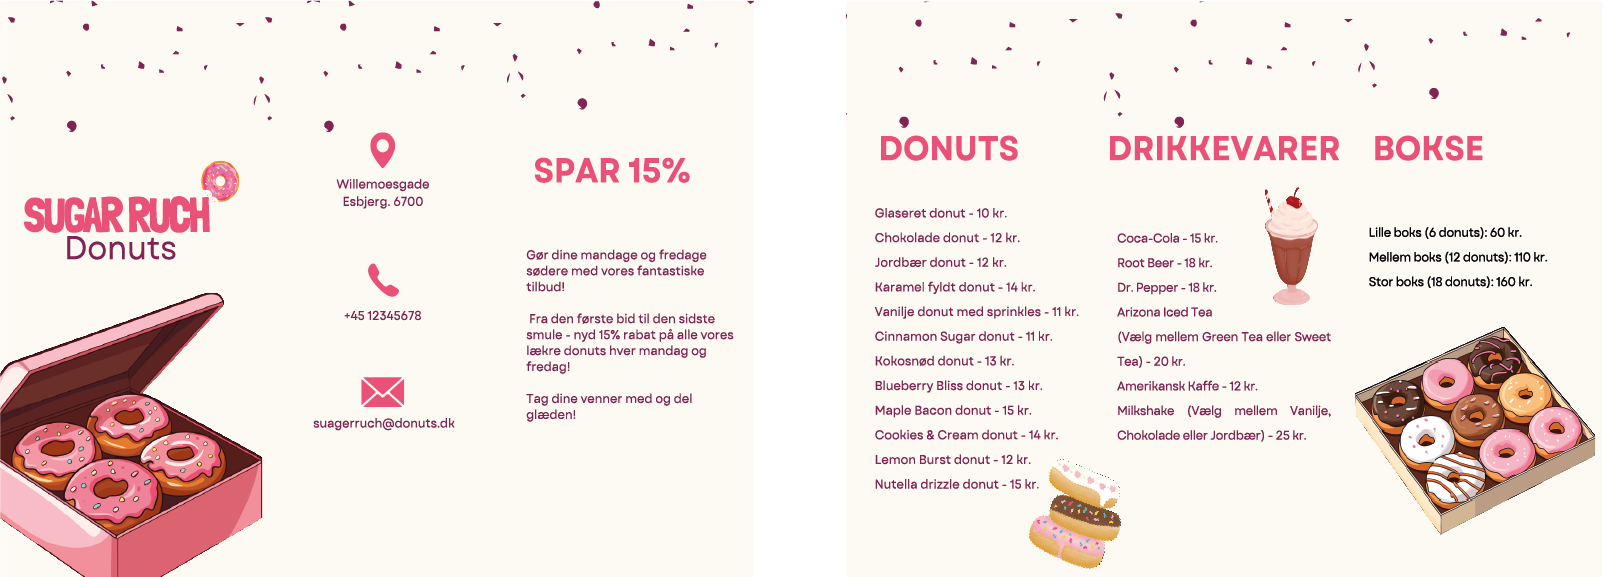 SUGAR RUCH
Donuts
Willemoesgade
Esbjerg. 6700
+45 12345678
suagerruch@donuts.dk
SPAR 15%
Gør dine mandage og fredage
sødere med vores fantastiske
tilbud!
Fra den første bid til den sidste
smule - nyd 15% rabat på alle vores
lækre donuts hver mandag og
fredag!
Tag dine venner med og del
glæden!
DONUTS
Glaseret donut - 10 kr.
Chokolade donut - 12 kr.
Jordbær donut - 12 kr.
Karamel fyldt donut - 14 kr.
Vanilje donut med sprinkles - 11 kr.
Cinnamon Sugar donut - 11 kr.
Kokosnød donut - 13 kr.
Blueberry Bliss donut - 13 kr.
Maple Bacon donut - 15 kr.
Cookies & Cream donut - 14 kr.
Lemon Burst donut - 12 kr.
Nutella drizzle donut - 15 kr.
DRIKKEVARER
Coca-Cola - 15 kr.
Root Beer - 18 kr.
Dr. Pepper - 18 kr.
Arizona Iced Tea
(Vælg mellem Green Tea eller Sweet
Tea) - 20 kr.
Amerikansk Kaffe - 12 kr.
Milkshake (Vælg mellem Vanilje,
Chokolade eller Jordbær) - 25 kr.
BOKSE
Lille boks (6 donuts): 60 kr.
Mellem boks (12 donuts): 110 kr.
Stor boks (18 donuts): 160 kr.